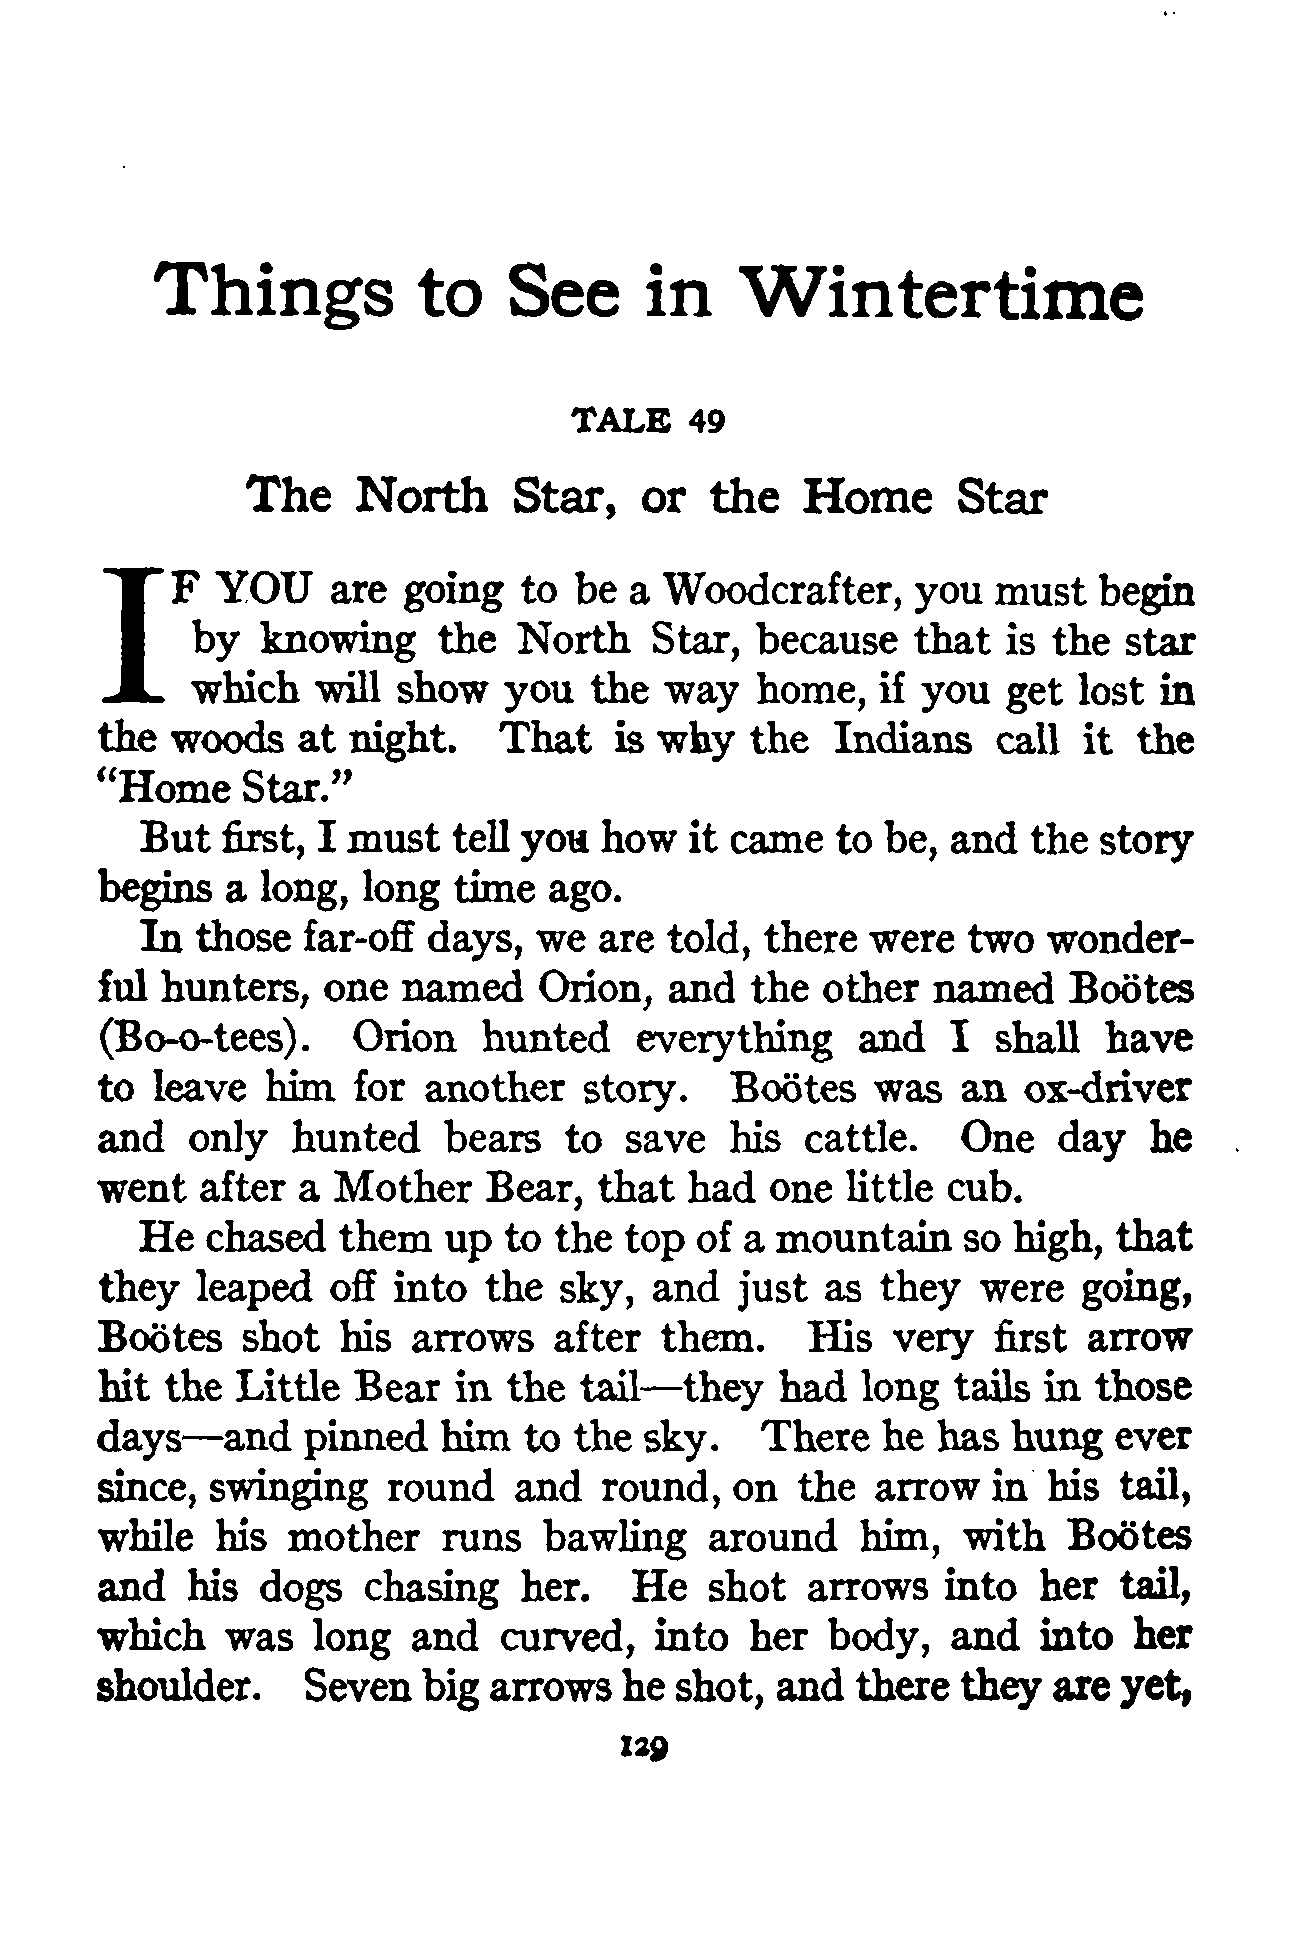 Things to See in Wintertime
TALE 49
The North Star, or the Home Star
IF YOU are going to be a Woodcrafter, you must begin
by knowing the North Star, because that is the star
which will show you the way home, if you get lost in
the woods at night. That is why the Indians call it the
“Home Star.”
But first, I must tell you how it came to be, and the story
begins a long, long time ago.
In those far-off days, we are told, there were two wonder-
ful hunters, one named Orion, and the other named Boötes
(Bo-o-tees). Orion hunted everything and I shall have
to leave him for another story. Boötes was an ox-driver
and only hunted bears to save his cattle. One day he
went after a Mother Bear, that had one little cub.
He chased them up to the top of a mountain so high, that
they leaped off into the sky, and just as they were going,
Boötes shot his arrows after them. His very first arrow
hit the Little Bear in the tail—they had long tails in those
days—and pinned him to the sky. There he has hung ever
since, swinging round and round, on the arrow in his tail,
while his mother runs bawling around him, with Boötes
and his dogs chasing her. He shot arrows into her tail,
which was long and curved, into her body, and into her
shoulder. Seven big arrows he shot, and there they are yet,
129